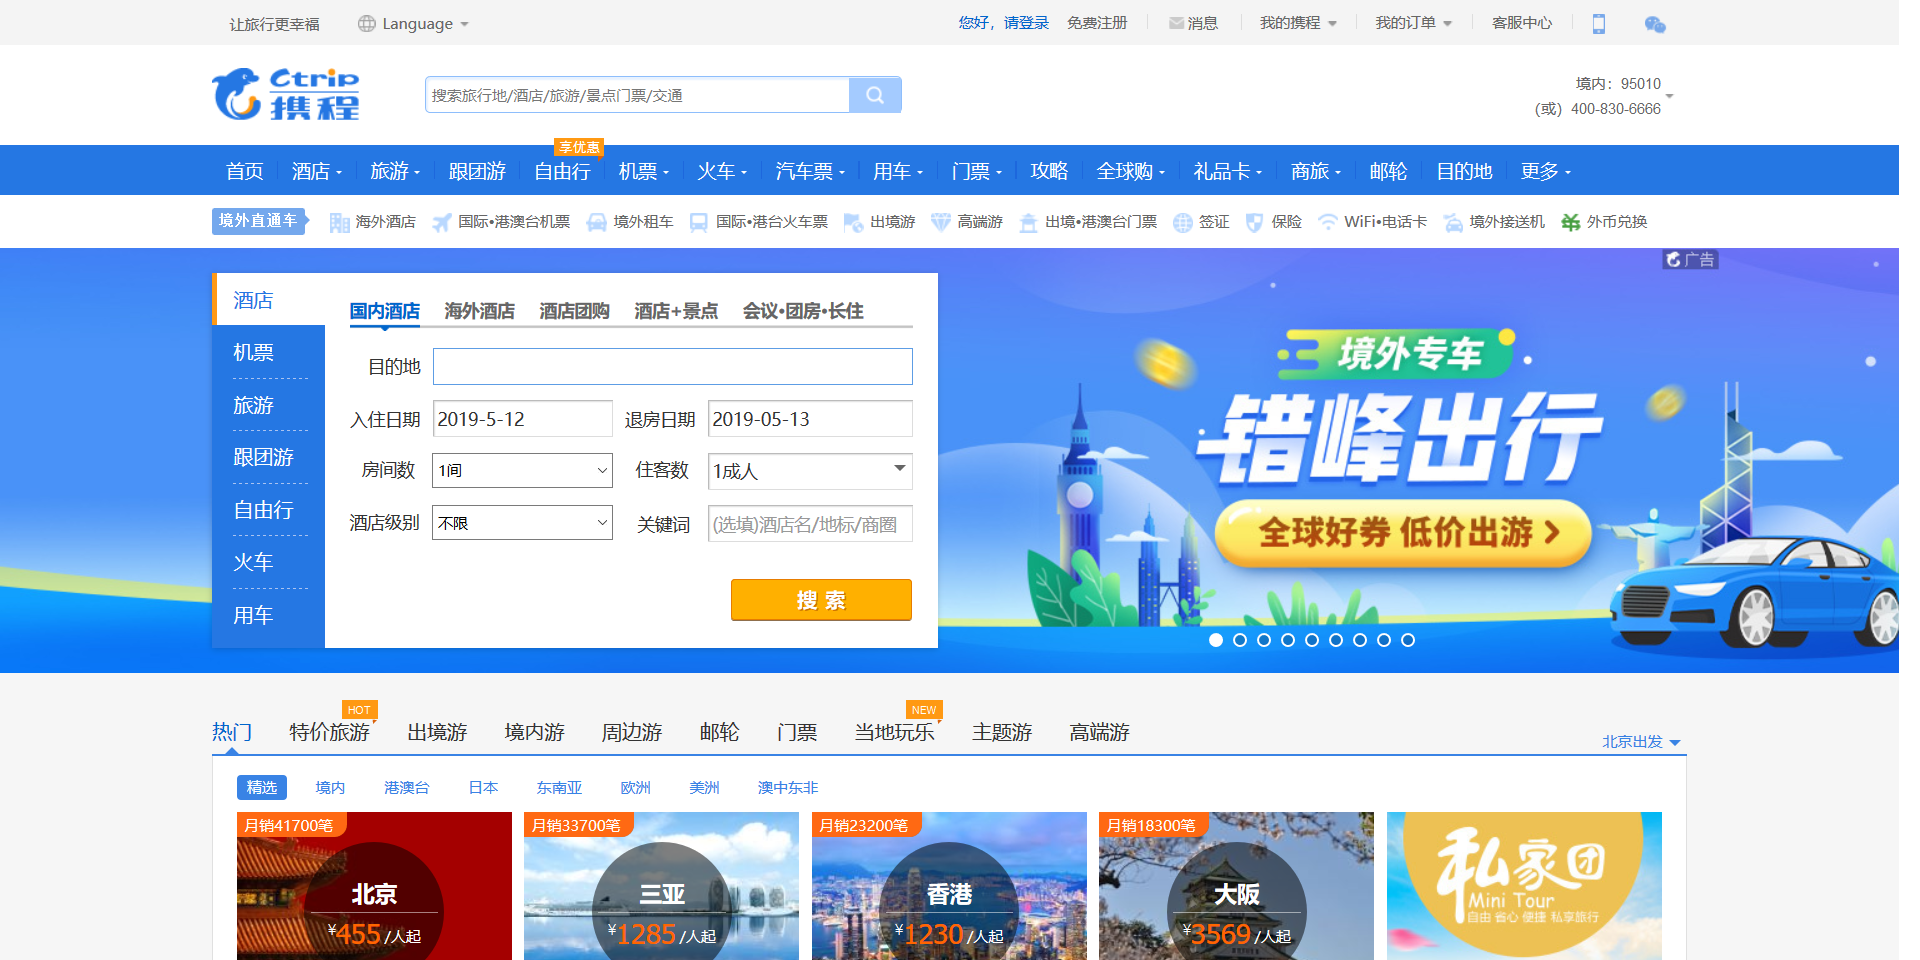 让旅行更幸福 Language 您好，请登录 免费注册 消息 我的携程 我的订单 客服中心
Ctrip
携程
搜索旅行地/酒店/旅游/景点门票/交通
境内：95010
(或) 400-830-6666
享优惠
首页 酒店 旅游 跟团游 自由行 机票 火车 汽车票 用车 门票 攻略 全球购 礼品卡 商旅 邮轮 目的地 更多
境外直通车 海外酒店 国际•港澳台机票 境外租车 国际•港台火车票 出境游 高端游 出境•港澳台门票 签证 保险 WiFi•电话卡 境外接送机 外币兑换
广告
酒店
机票
旅游
跟团游
自由行
火车
用车
国内酒店 海外酒店 酒店团购 酒店+景点 会议·团房·长住
目的地
入住日期 2019-5-12 退房日期 2019-05-13
房间数 1间 住客数 1成人
酒店级别 不限 关键词 (选填)酒店名/地标/商圈
搜 索
境外专车
错峰出行
全球好券 低价出游
HOT NEW
热门 特价旅游 出境游 境内游 周边游 邮轮 门票 当地玩乐 主题游 高端游
北京出发
精选 境内 港澳台 日本 东南亚 欧洲 美洲 澳中东非
月销41700笔
北京
¥455/人起
月销33700笔
三亚
¥1285/人起
月销23200笔
香港
¥1230/人起
月销18300笔
大阪
¥3569/人起
私家团
Mini Tour
自由 省心 便捷 私享旅行